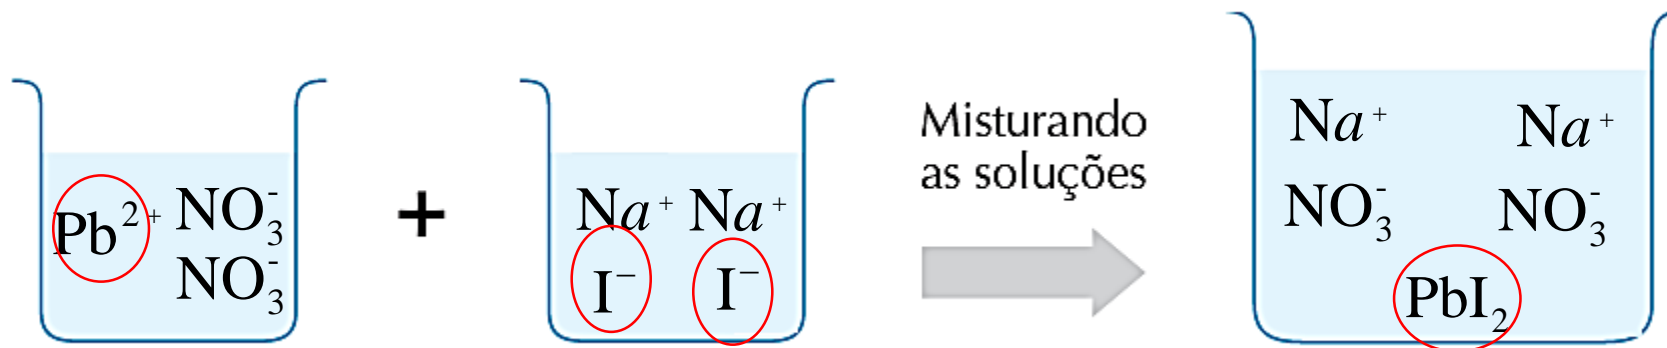 Pb²⁺ NO₃⁻
NO₃⁻
+
Na⁺ Na⁺
I⁻ I⁻
Misturando
as soluções
Na⁺ Na⁺
NO₃⁻ NO₃⁻
PbI₂